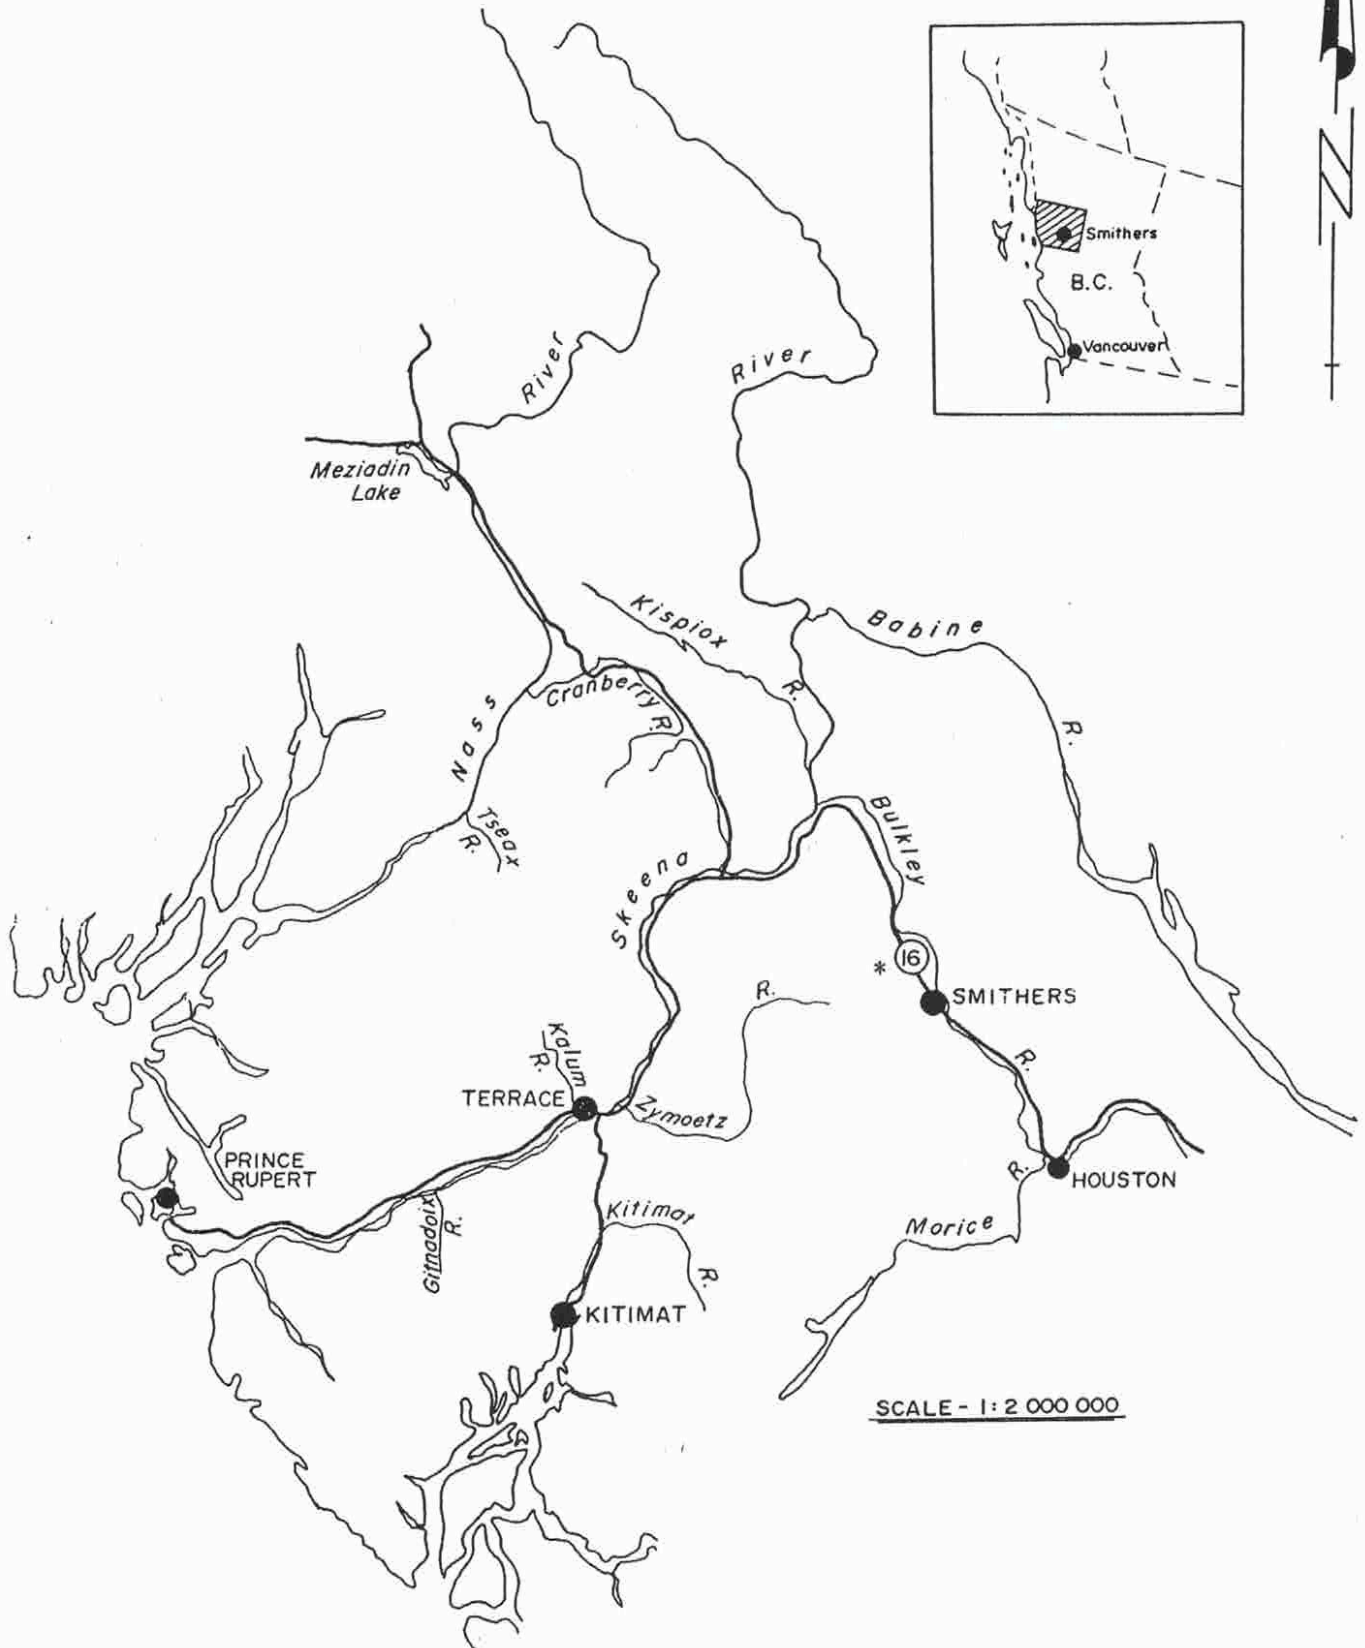 N
Smithers
B.C.
Vancouver
River
River
Meziadin
Lake
Kispiox
R.
Babine
R.
Cranberry
R.
Nass
Tseax
R.
Bulkley
Skeena
16
*
SMITHERS
R.
R.
Kalum
R.
TERRACE
Zymoetz
PRINCE
RUPERT
R.
HOUSTON
Gitnadoix
R.
Kitimat
R.
Morice
KITIMAT
SCALE - 1: 2 000 000